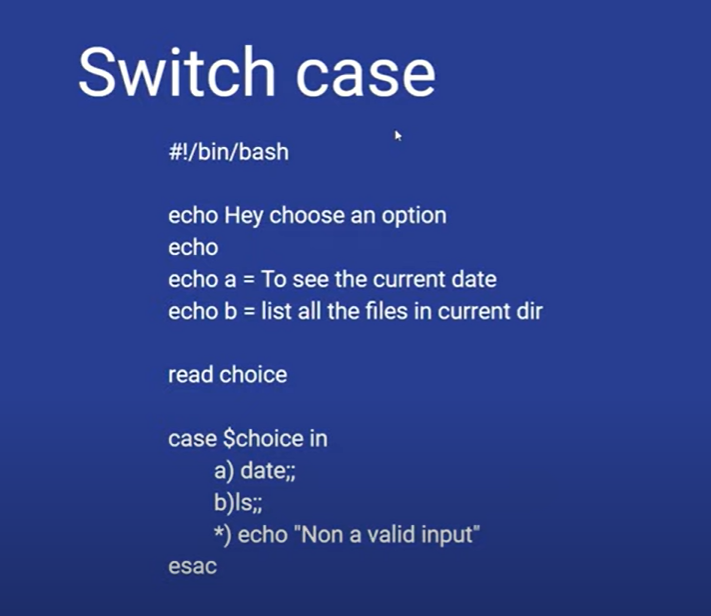 Switch case
#!/bin/bash
echo Hey choose an option
echo
echo a = To see the current date
echo b = list all the files in current dir
read choice
case $choice in
a) date;;
b)ls;;
*) echo "Non a valid input"
esac